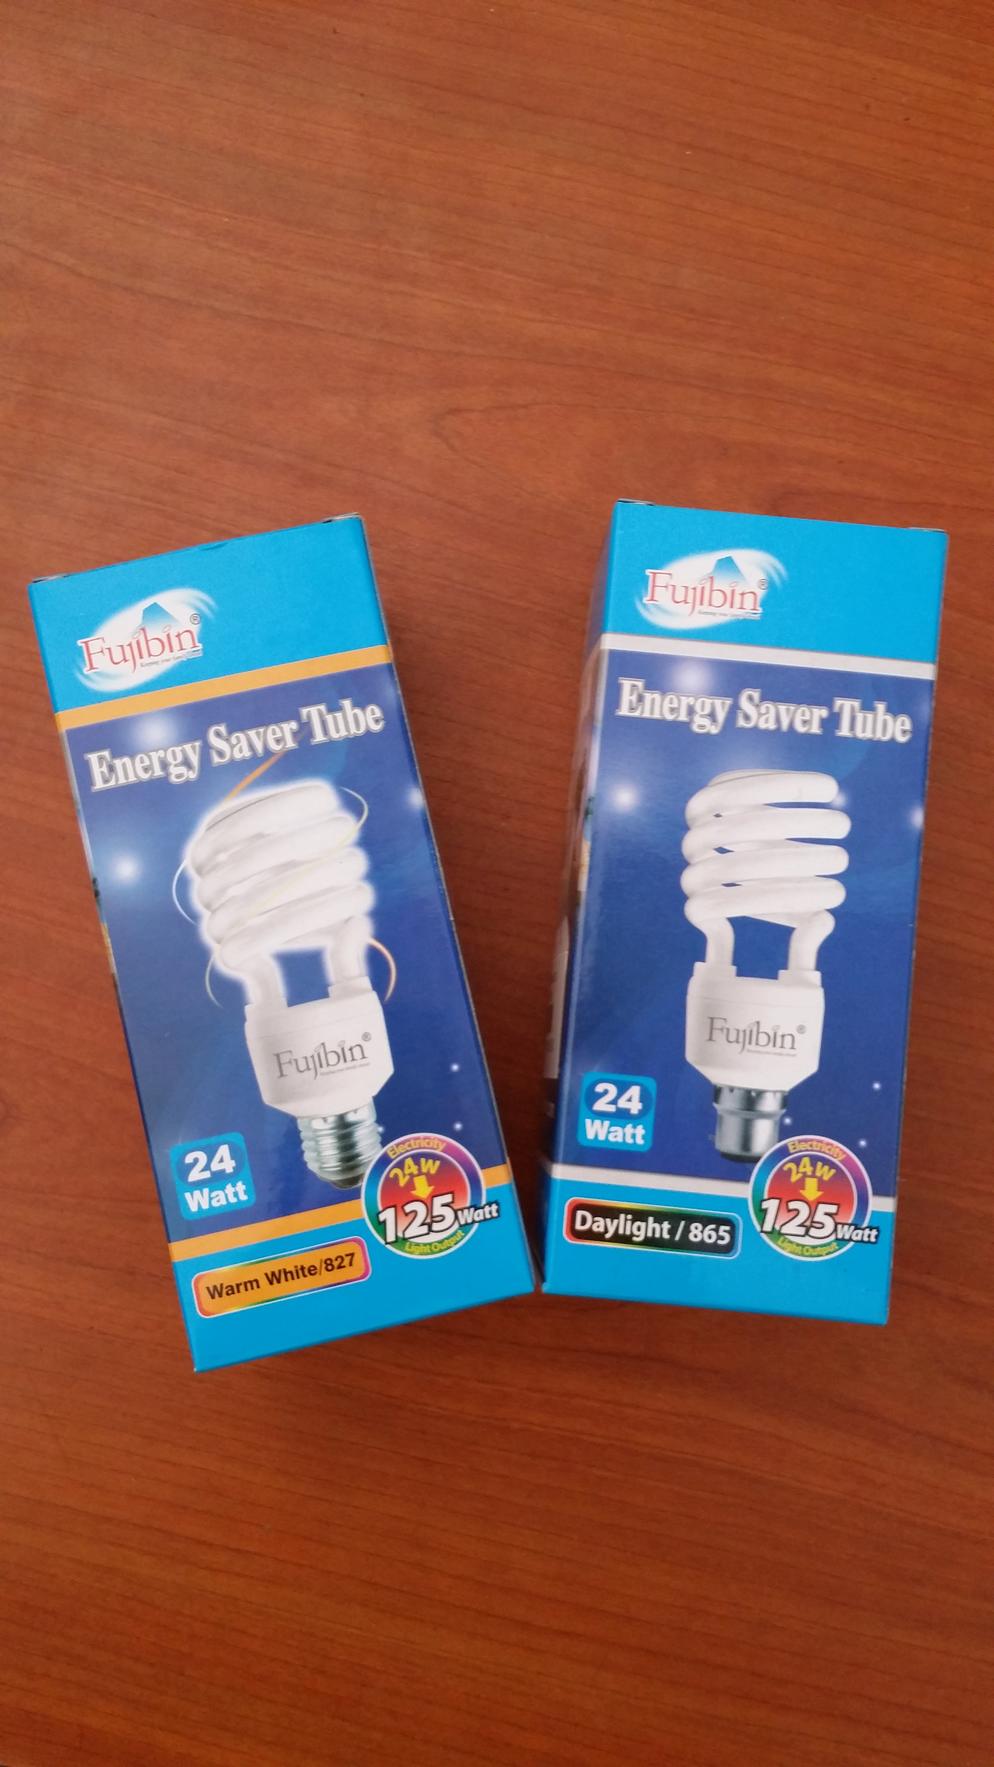 Fujibin®
Energy Saver Tube
Fujibin®
24
Watt
Electricity
24W
125Watt
Light Output
Warm White/827
Fujibin®
Energy Saver Tube
Fujibin®
24
Watt
Electricity
24W
125Watt
Light Output
Daylight / 865